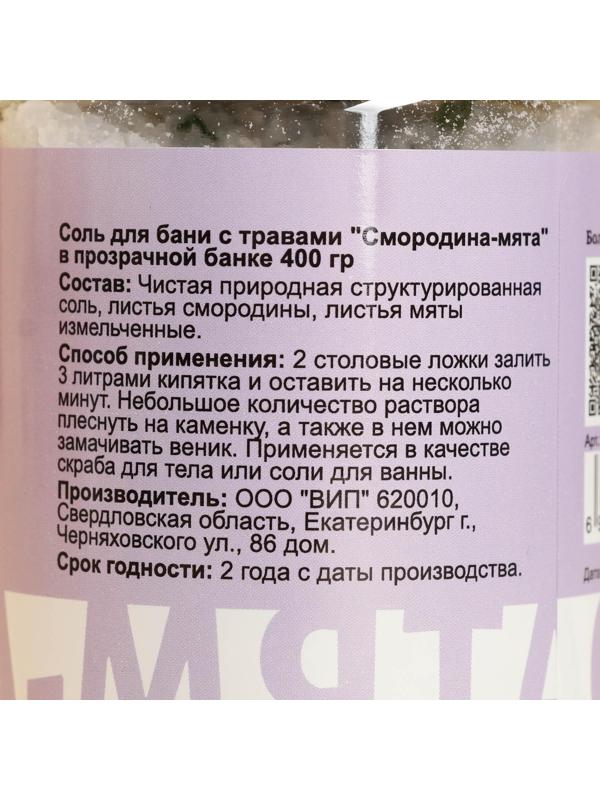 Соль для бани с травами "Смородина-мята"
в прозрачной банке 400 гр
Состав: Чистая природная структурированная
соль, листья смородины, листья мяты
измельченные.
Способ применения: 2 столовые ложки залить
3 литрами кипятка и оставить на несколько
минут. Небольшое количество раствора
плеснуть на каменку, а также в нем можно
замачивать веник. Применяется в качестве
скраба для тела или соли для ванны.
Производитель: ООО "ВИП" 620010,
Свердловская область, Екатеринбург г.,
Черняховского ул., 86 дом.
Срок годности: 2 года с даты производства.
Арт.
6
-МЯТА